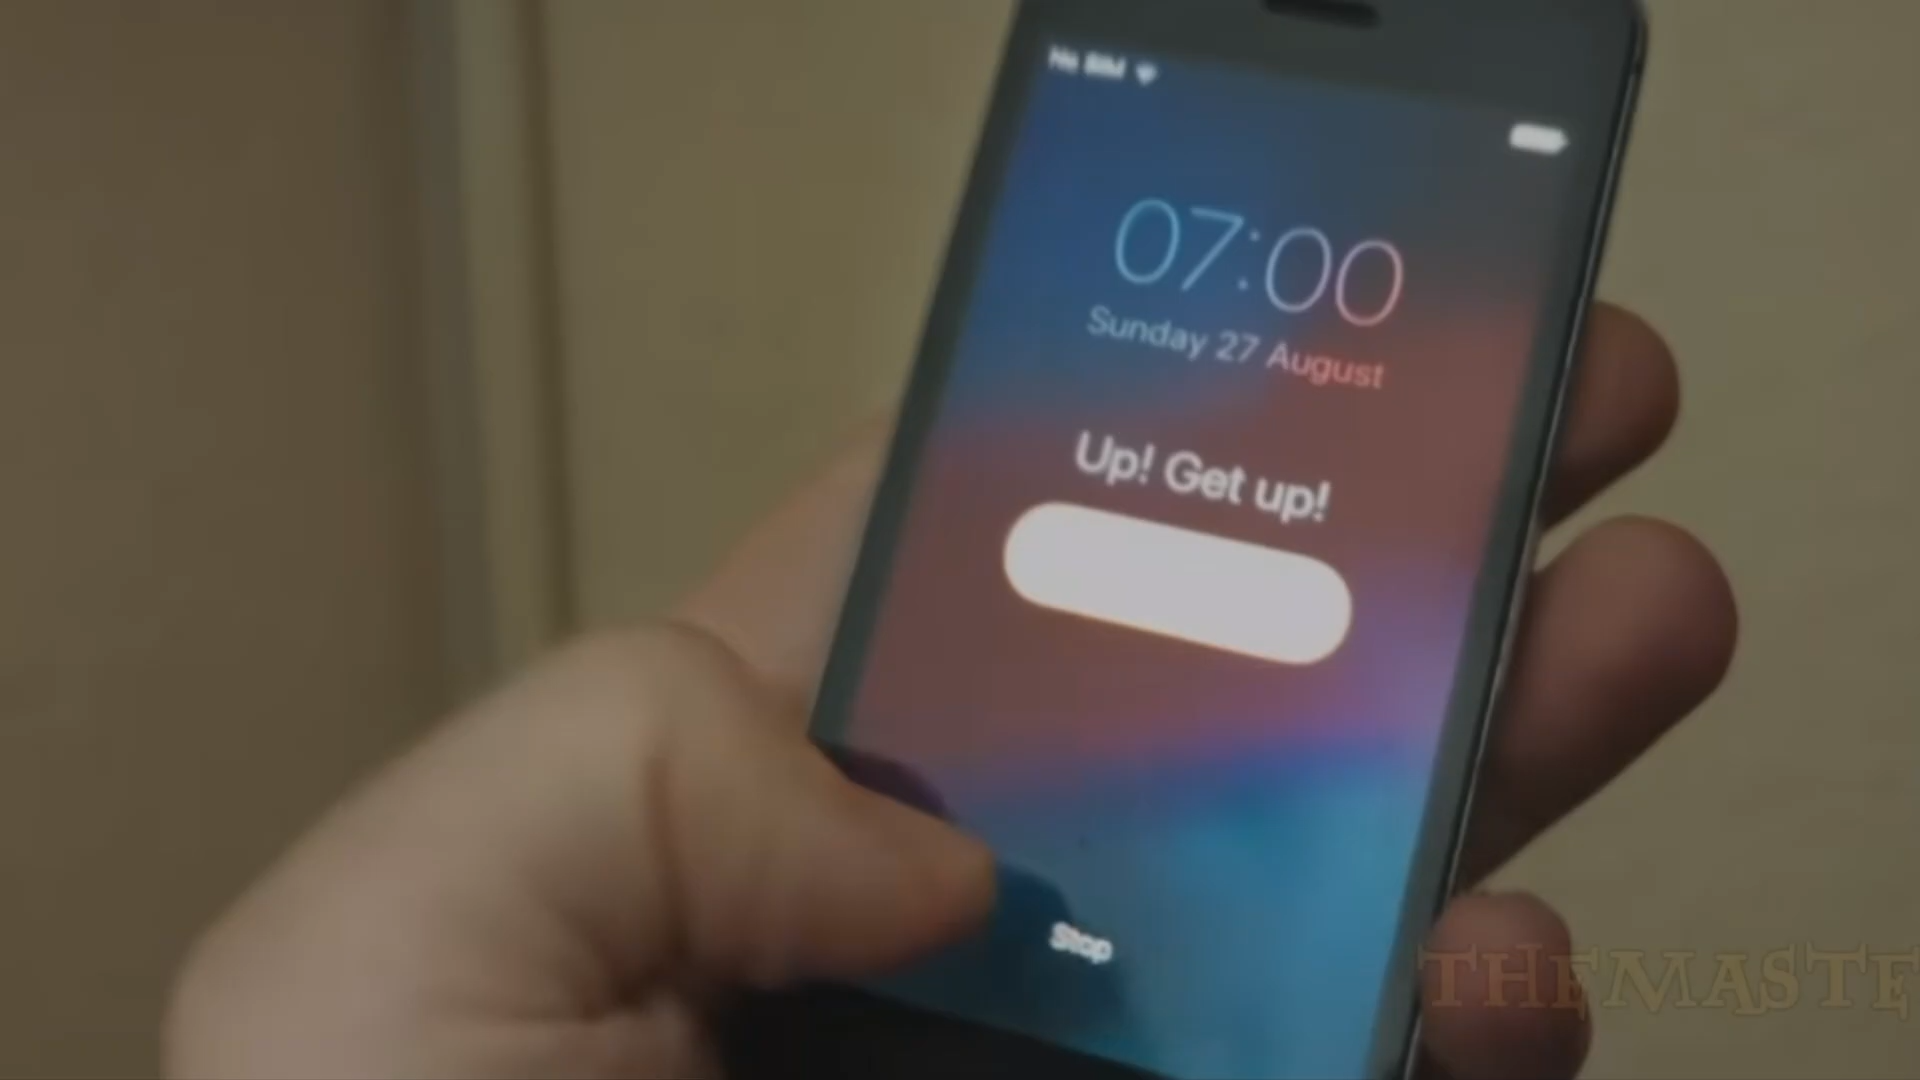 No SIM
07:00
Sunday 27 August
Up! Get up!
Stop
THEMASTE